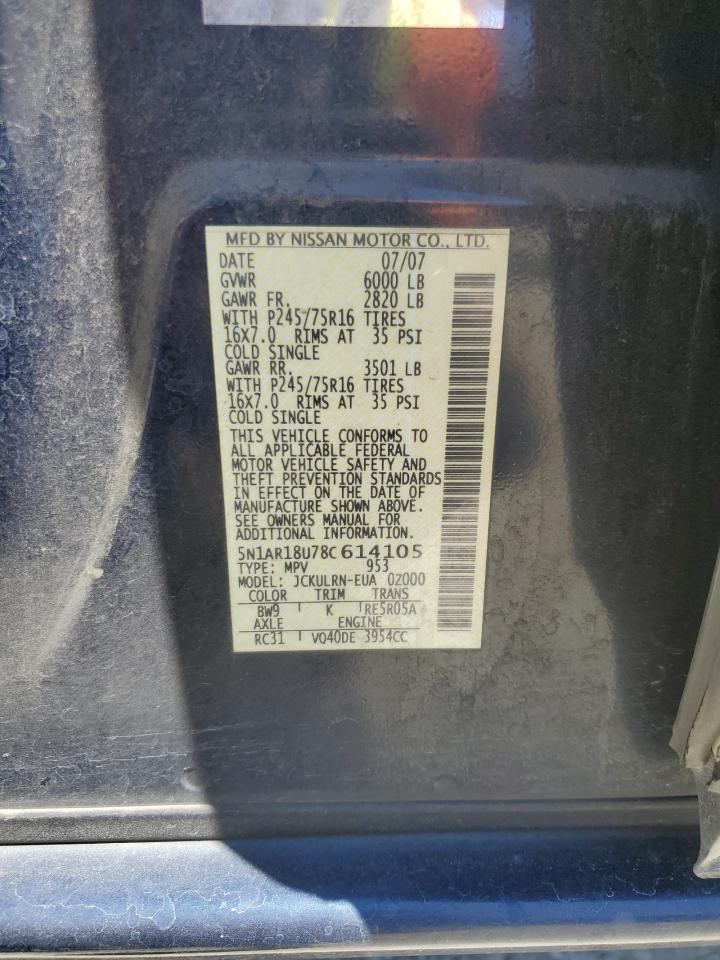 MFD BY NISSAN MOTOR CO., LTD.
DATE 07/07
GVWR 6000 LB
GAWR FR. 2820 LB
WITH P245/75R16 TIRES
16X7.0 RIMS AT 35 PSI
COLD SINGLE
GAWR RR. 3501 LB
WITH P245/75R16 TIRES
16X7.0 RIMS AT 35 PSI
COLD SINGLE
THIS VEHICLE CONFORMS TO
ALL APPLICABLE FEDERAL
MOTOR VEHICLE SAFETY AND
THEFT PREVENTION STANDARDS
IN EFFECT ON THE DATE OF
MANUFACTURE SHOWN ABOVE.
SEE OWNERS MANUAL FOR
ADDITIONAL INFORMATION.
5N1AR18U78C614105
TYPE: MPV 953
MODEL: JCKULRN-EUA 0Z000
COLOR TRIM TRANS
BW9 K RE5R05A
AXLE ENGINE
RC31 VQ40DE 3954CC